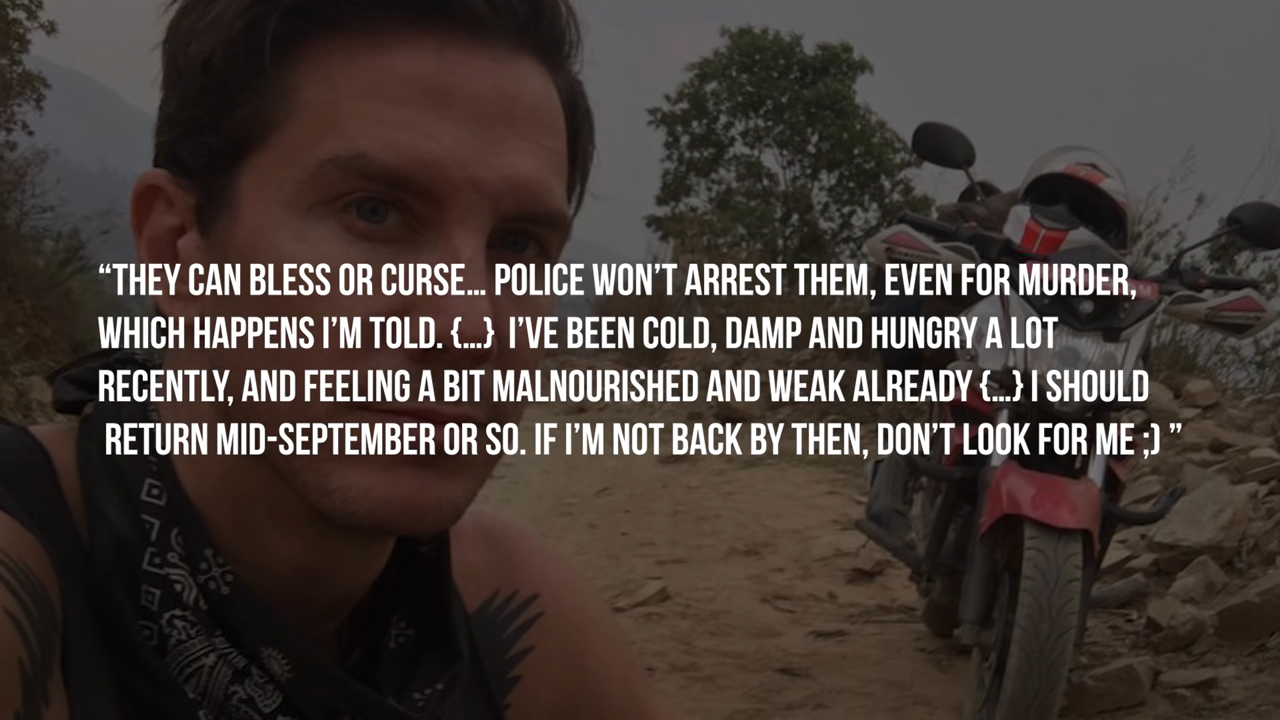 “THEY CAN BLESS OR CURSE... POLICE WON’T ARREST THEM, EVEN FOR MURDER,
WHICH HAPPENS I’M TOLD. {...} I’VE BEEN COLD, DAMP AND HUNGRY A LOT
RECENTLY, AND FEELING A BIT MALNOURISHED AND WEAK ALREADY {...} I SHOULD
RETURN MID-SEPTEMBER OR SO. IF I’M NOT BACK BY THEN, DON’T LOOK FOR ME ;) ”